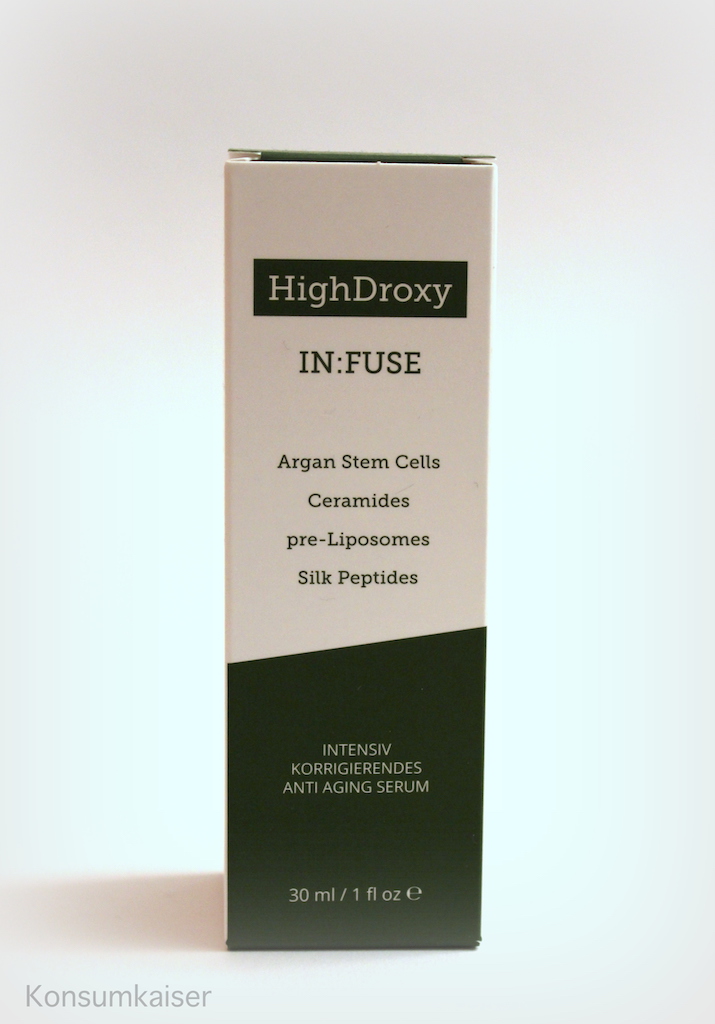 HighDroxy
IN:FUSE
Argan Stem Cells
Ceramides
pre-Liposomes
Silk Peptides
INTENSIV
KORRIGIERENDES
ANTI AGING SERUM
30 ml / 1 fl oz ℮
Konsumkaiser